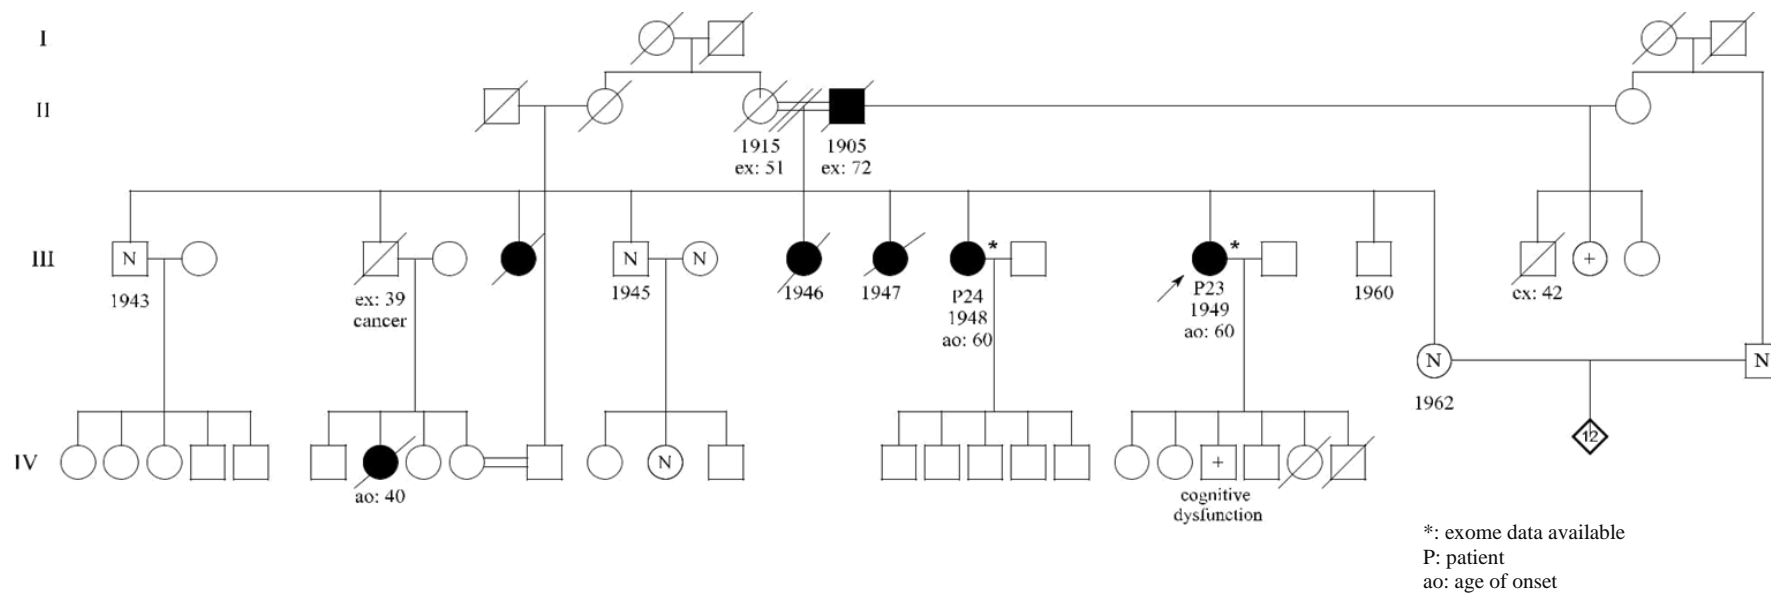 I
II
1915
ex: 51
1905
ex: 72
III
N
1943
ex: 39
cancer
N
N
1945
1946
1947
*
P24
1948
ao: 60
*
P23
1949
ao: 60
1960
ex: 42
+
N
1962
N
12
IV
ao: 40
N
+
cognitive
dysfunction
*: exome data available
P: patient
ao: age of onset